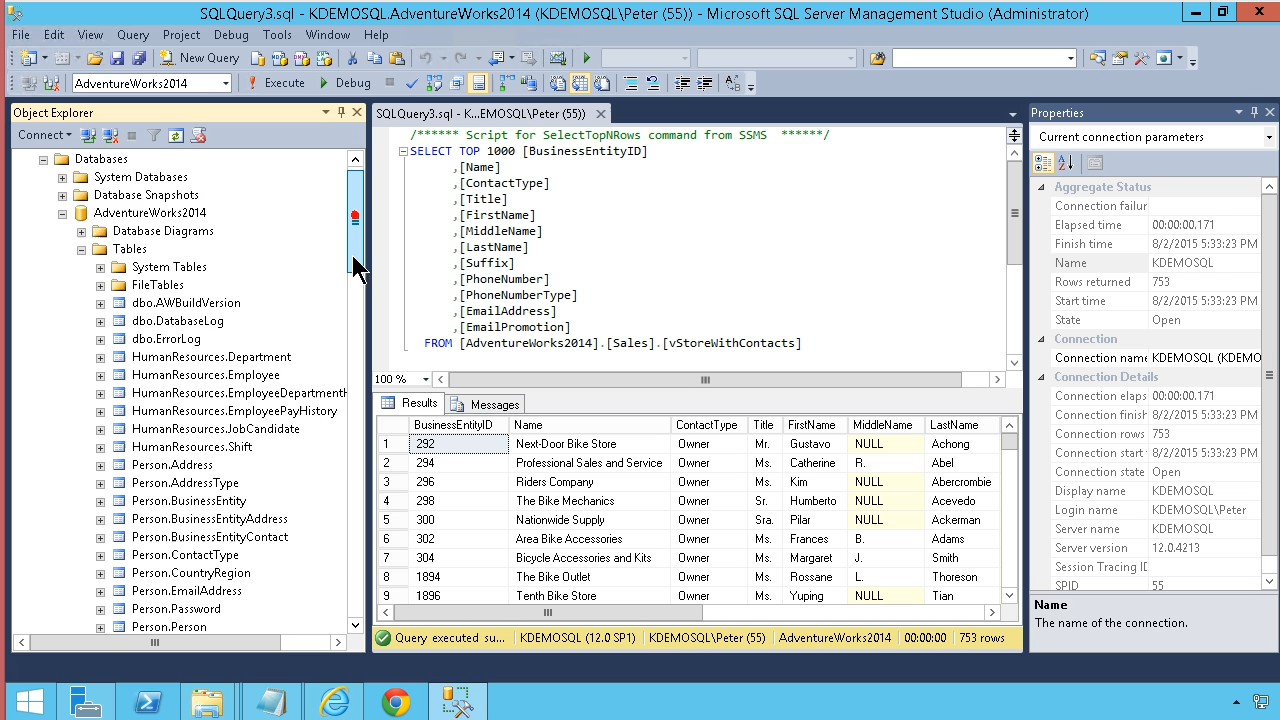 SQLQuery3.sql - KDEMOSQL.AdventureWorks2014 (KDEMOSQL\Peter (55)) - Microsoft SQL Server Management Studio (Administrator)
File Edit View Query Project Debug Tools Window Help
New Query
AdventureWorks2014 Execute Debug
Object Explorer
Connect
Databases
System Databases
Database Snapshots
AdventureWorks2014
Database Diagrams
Tables
System Tables
FileTables
dbo.AWBuildVersion
dbo.DatabaseLog
dbo.ErrorLog
HumanResources.Department
HumanResources.Employee
HumanResources.EmployeeDepartmentH
HumanResources.EmployeePayHistory
HumanResources.JobCandidate
HumanResources.Shift
Person.Address
Person.AddressType
Person.BusinessEntity
Person.BusinessEntityAddress
Person.BusinessEntityContact
Person.ContactType
Person.CountryRegion
Person.EmailAddress
Person.Password
Person.Person
SQLQuery3.sql - K...EMOSQL\Peter (55))
/****** Script for SelectTopNRows command from SSMS  ******/
SELECT TOP 1000 [BusinessEntityID]
,[Name]
,[ContactType]
,[Title]
,[FirstName]
,[MiddleName]
,[LastName]
,[Suffix]
,[PhoneNumber]
,[PhoneNumberType]
,[EmailAddress]
,[EmailPromotion]
FROM [AdventureWorks2014].[Sales].[vStoreWithContacts]
100 %
Results Messages
BusinessEntityID Name ContactType Title FirstName MiddleName LastName
1 292 Next-Door Bike Store Owner Mr. Gustavo NULL Achong
2 294 Professional Sales and Service Owner Ms. Catherine R. Abel
3 296 Riders Company Owner Ms. Kim NULL Abercrombie
4 298 The Bike Mechanics Owner Sr. Humberto NULL Acevedo
5 300 Nationwide Supply Owner Sra. Pilar NULL Ackerman
6 302 Area Bike Accessories Owner Ms. Frances B. Adams
7 304 Bicycle Accessories and Kits Owner Ms. Margaret J. Smith
8 1894 The Bike Outlet Owner Ms. Rossane L. Thoreson
9 1896 Tenth Bike Store Owner Ms. Yuping NULL Tian
Query executed su... KDEMOSQL (12.0 SP1) KDEMOSQL\Peter (55) AdventureWorks2014 00:00:00 753 rows
Properties
Current connection parameters
Aggregate Status
Connection failur
Elapsed time 00:00:00.171
Finish time 8/2/2015 5:33:23 PM
Name KDEMOSQL
Rows returned 753
Start time 8/2/2015 5:33:23 PM
State Open
Connection
Connection name KDEMOSQL (KDEMO
Connection Details
Connection elaps 00:00:00.171
Connection finish 8/2/2015 5:33:23 PM
Connection rows 753
Connection start 8/2/2015 5:33:23 PM
Connection state Open
Display name KDEMOSQL
Login name KDEMOSQL\Peter
Server name KDEMOSQL
Server version 12.0.4213
Session Tracing ID
SPID 55
Name
The name of the connection.